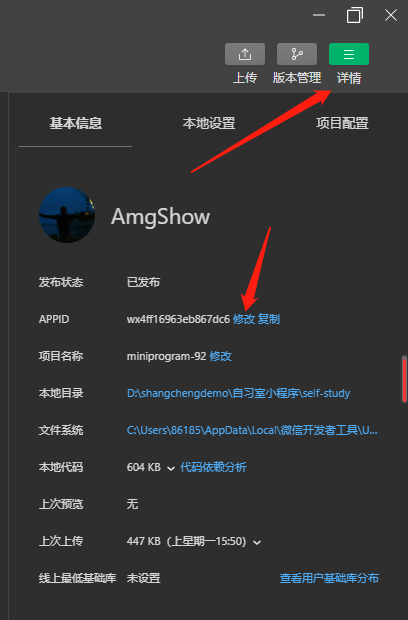 上传 版本管理 详情
基本信息 本地设置 项目配置
AmgShow
发布状态 已发布
APPID wx4ff16963eb867dc6 修改 复制
项目名称 miniprogram-92 修改
本地目录 D:\shangchengdemo\自习室小程序\self-study
文件系统 C:\Users\86185\AppData\Local\微信开发者工具\U...
本地代码 604 KB 代码依赖分析
上次预览 无
上次上传 447 KB（上星期一15:50）
线上最低基础库 未设置 查看用户基础库分布